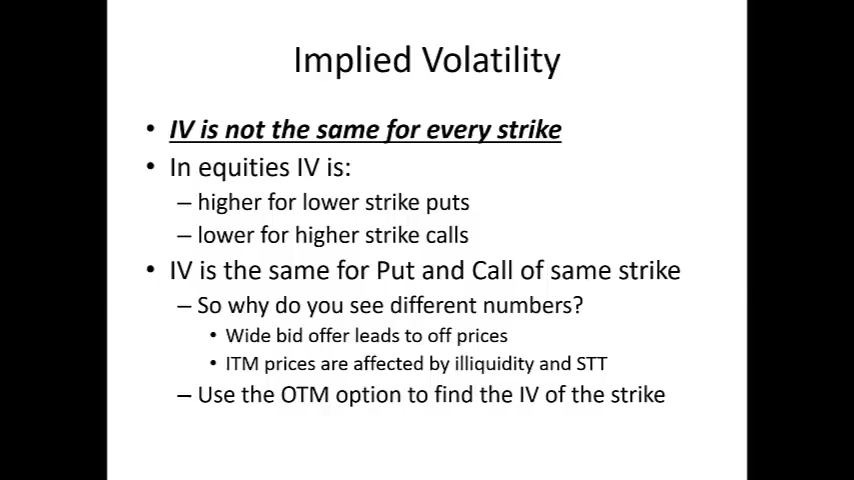 Implied Volatility
• IV is not the same for every strike
• In equities IV is:
– higher for lower strike puts
– lower for higher strike calls
• IV is the same for Put and Call of same strike
– So why do you see different numbers?
• Wide bid offer leads to off prices
• ITM prices are affected by illiquidity and STT
– Use the OTM option to find the IV of the strike